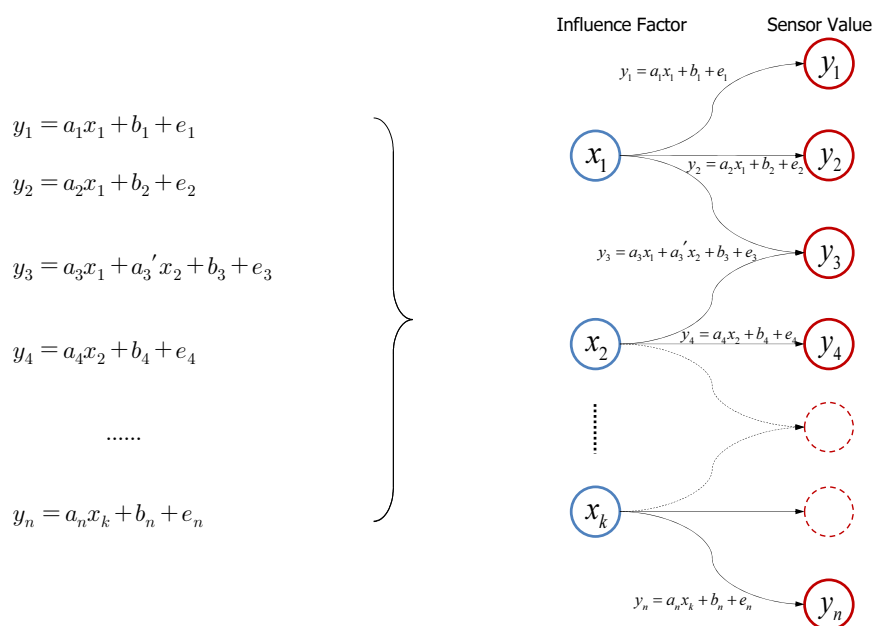 Influence Factor
Sensor Value
y₁ = a₁x₁ + b₁ + e₁
y₂ = a₂x₁ + b₂ + e₂
y₃ = a₃x₁ + a₃′x₂ + b₃ + e₃
y₄ = a₄x₂ + b₄ + e₄
......
yₙ = aₙxₖ + bₙ + eₙ
y₁ = a₁x₁ + b₁ + e₁
y₁
x₁
y₂ = a₂x₁ + b₂ + e₂
y₂
y₃ = a₃x₁ + a₃′x₂ + b₃ + e₃
y₃
x₂
y₄ = a₄x₂ + b₄ + e₄
y₄
xₖ
yₙ = aₙxₖ + bₙ + eₙ
yₙ